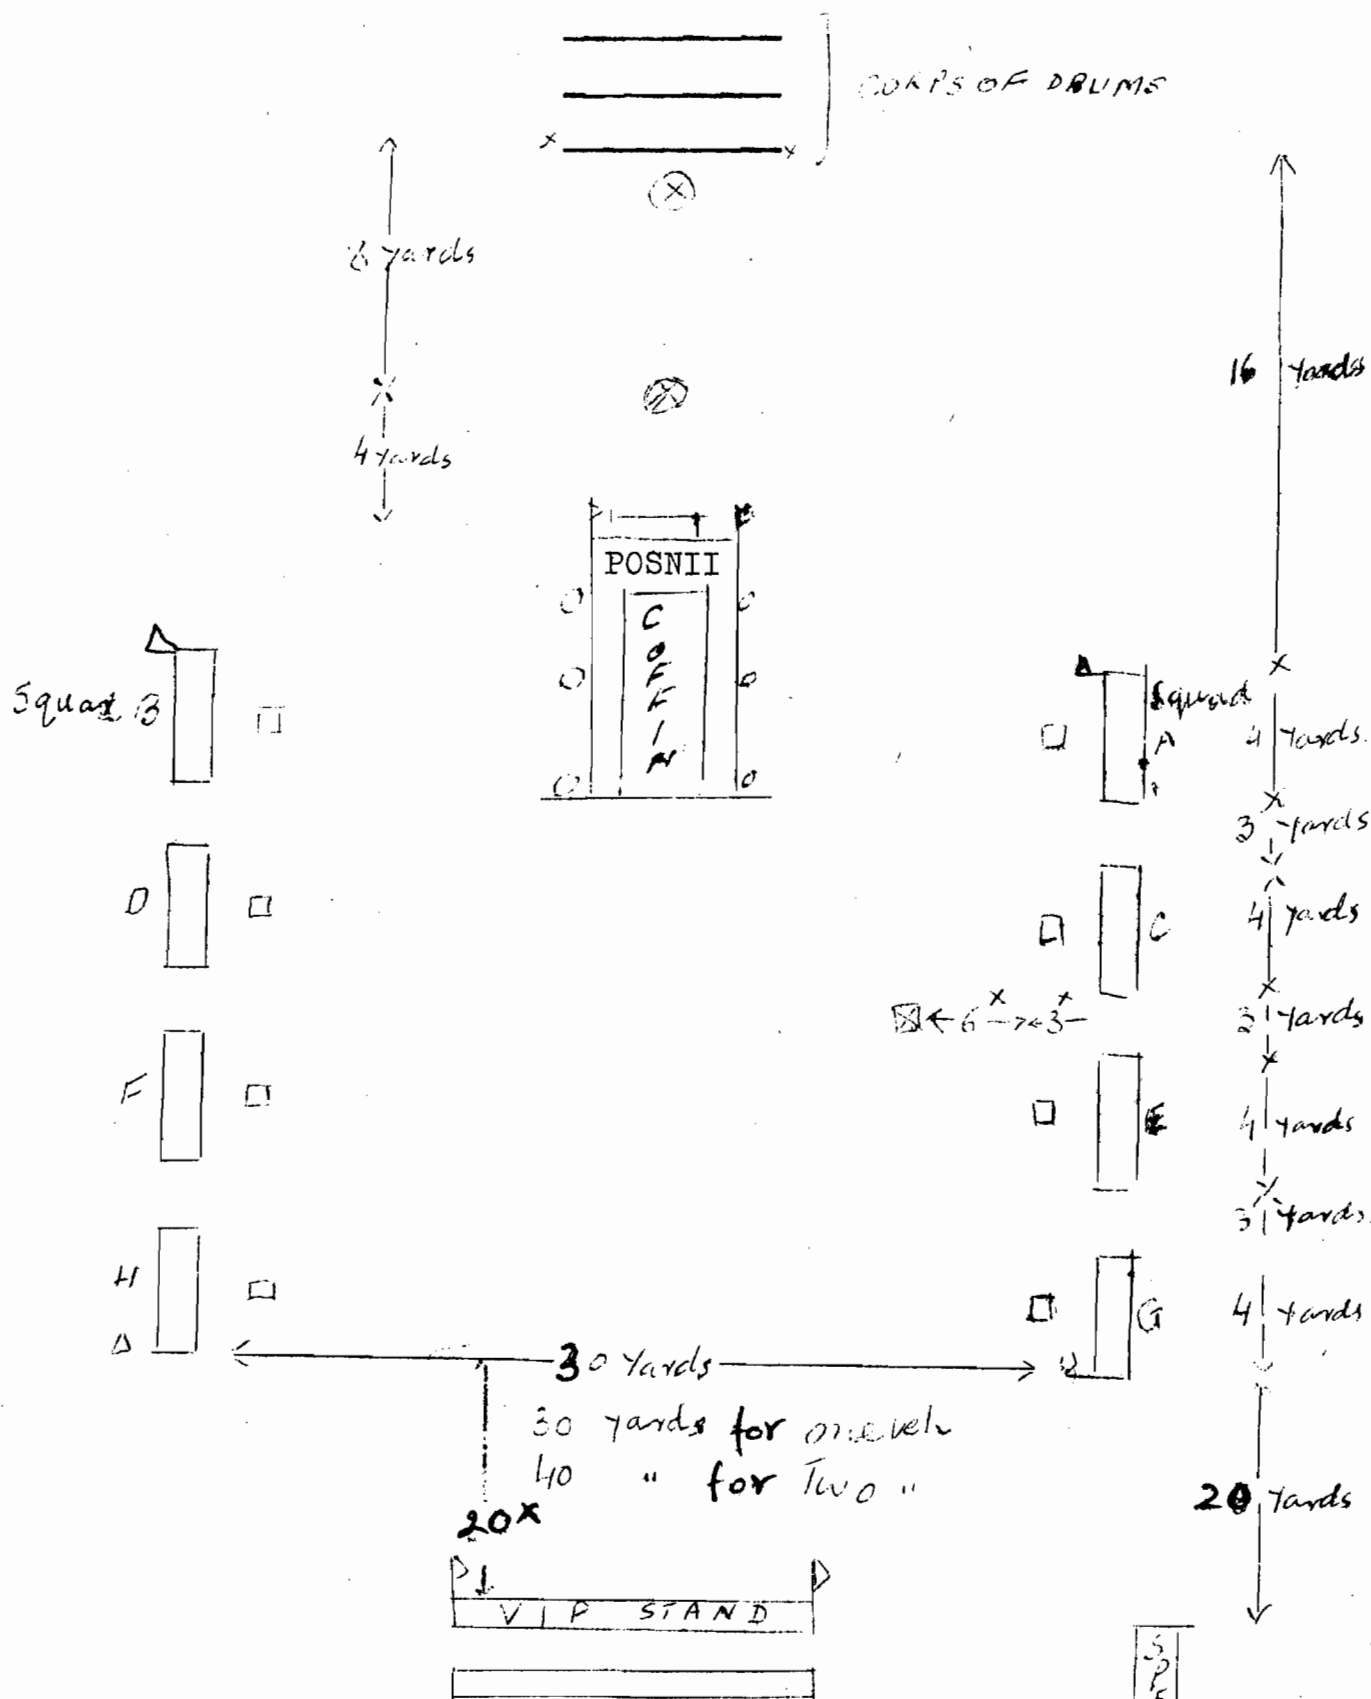 CORPS OF DRUMS
8 yards
16 yards
4 yards
POSNII
COFFIN
Squad B
Squad
A
4 yards.
3 yards
D
C
4 yards
6 x 3 x
3 yards
F
E
4 yards
3 yards.
H
G
4 yards
30 yards
30 yards for one veh
40 " for Two "
20 yards
20x
VIP STAND